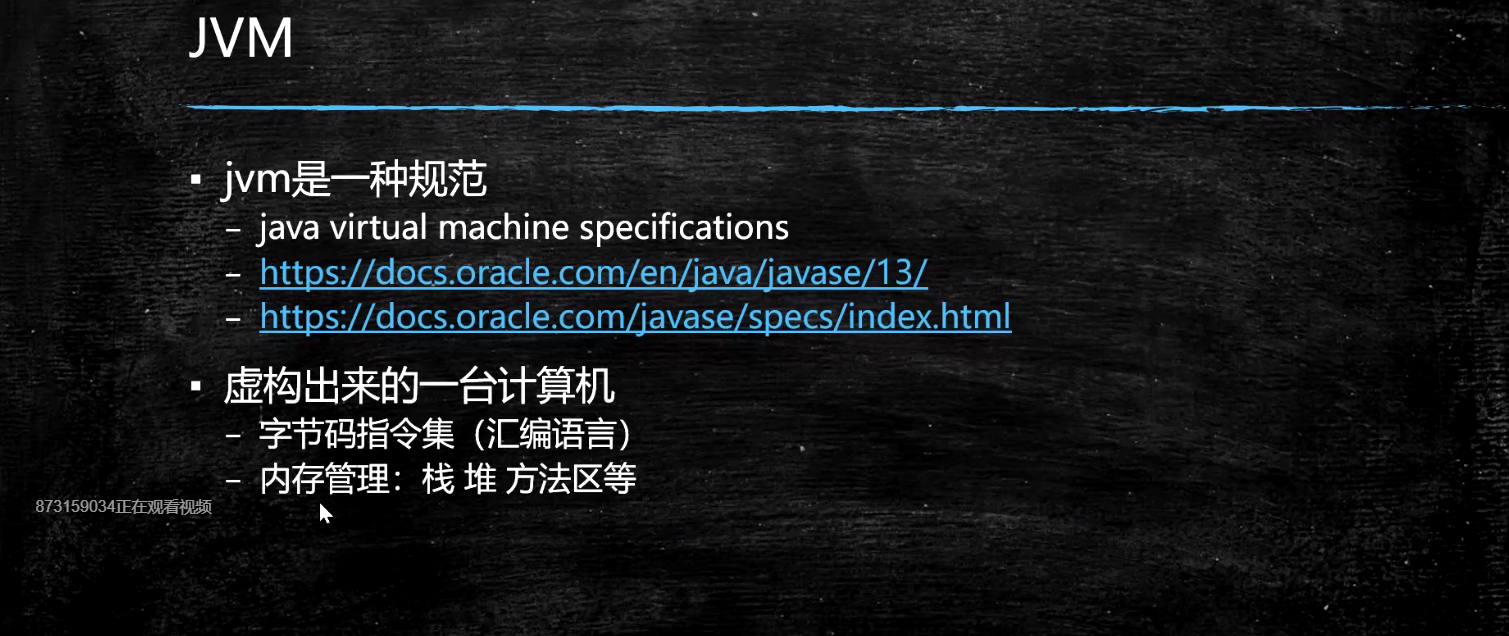 JVM
▪ jvm是一种规范
– java virtual machine specifications
– https://docs.oracle.com/en/java/javase/13/
– https://docs.oracle.com/javase/specs/index.html
▪ 虚构出来的一台计算机
– 字节码指令集（汇编语言）
– 内存管理：栈 堆 方法区等
873159034正在观看视频